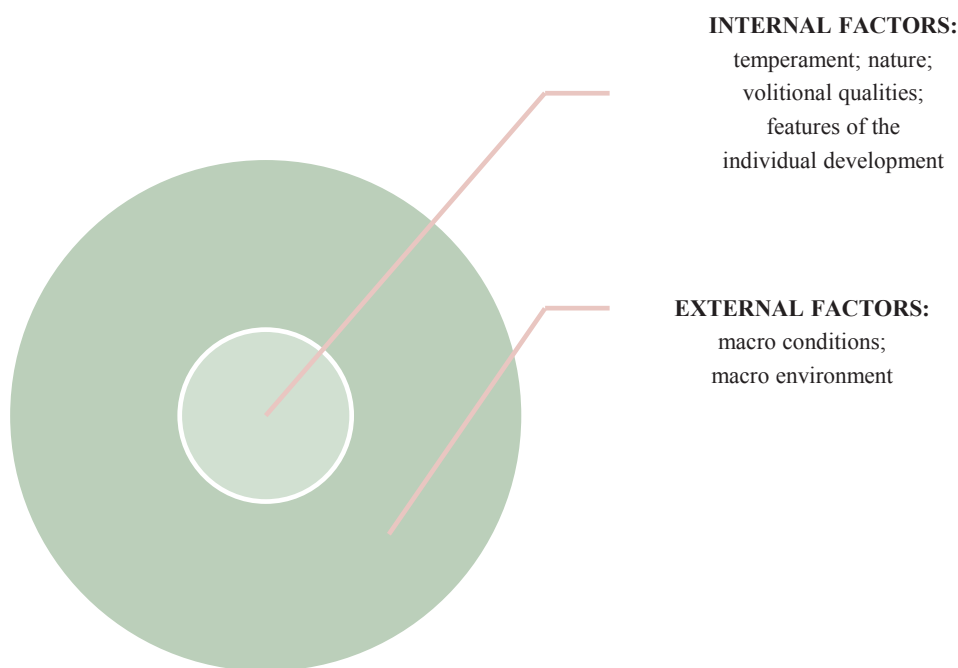 INTERNAL FACTORS:
temperament; nature;
volitional qualities;
features of the
individual development
EXTERNAL FACTORS:
macro conditions;
macro environment